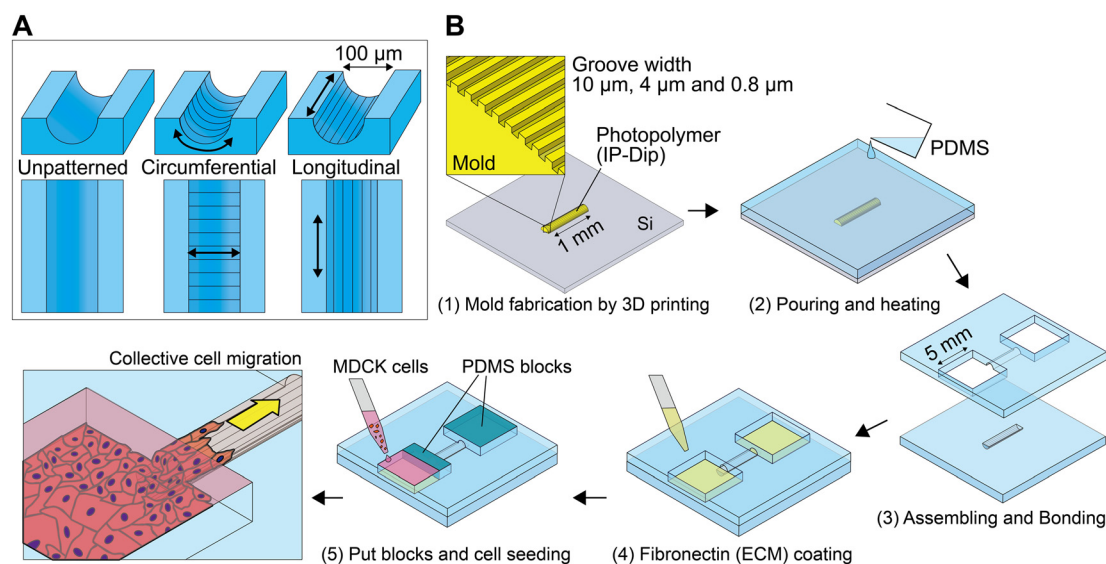 A
100 μm
Unpatterned
Circumferential
Longitudinal
B
Groove width
10 μm, 4 μm and 0.8 μm
Mold
Photopolymer
(IP-Dip)
1 mm
Si
(1) Mold fabrication by 3D printing
PDMS
(2) Pouring and heating
5 mm
(3) Assembling and Bonding
(4) Fibronectin (ECM) coating
MDCK cells
PDMS blocks
(5) Put blocks and cell seeding
Collective cell migration